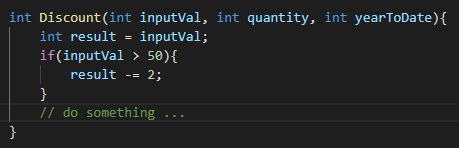 int Discount(int inputVal, int quantity, int yearToDate){
    int result = inputVal;
    if(inputVal > 50){
        result -= 2;
    }
    // do something ...
}